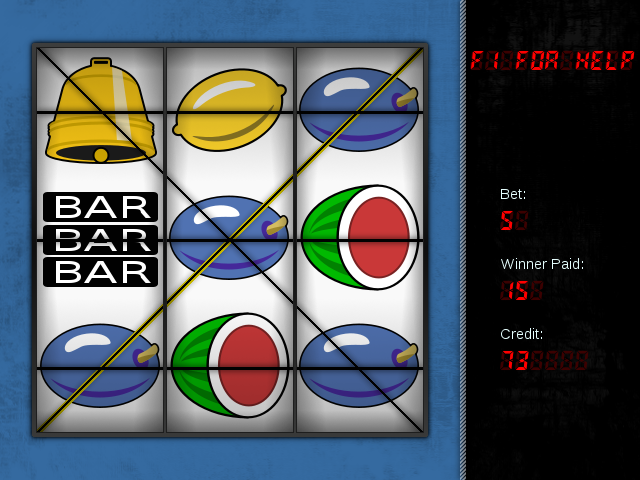 F1 FOR HELP
Bet:
5
Winner Paid:
15
Credit:
73
BAR
BAR
BAR